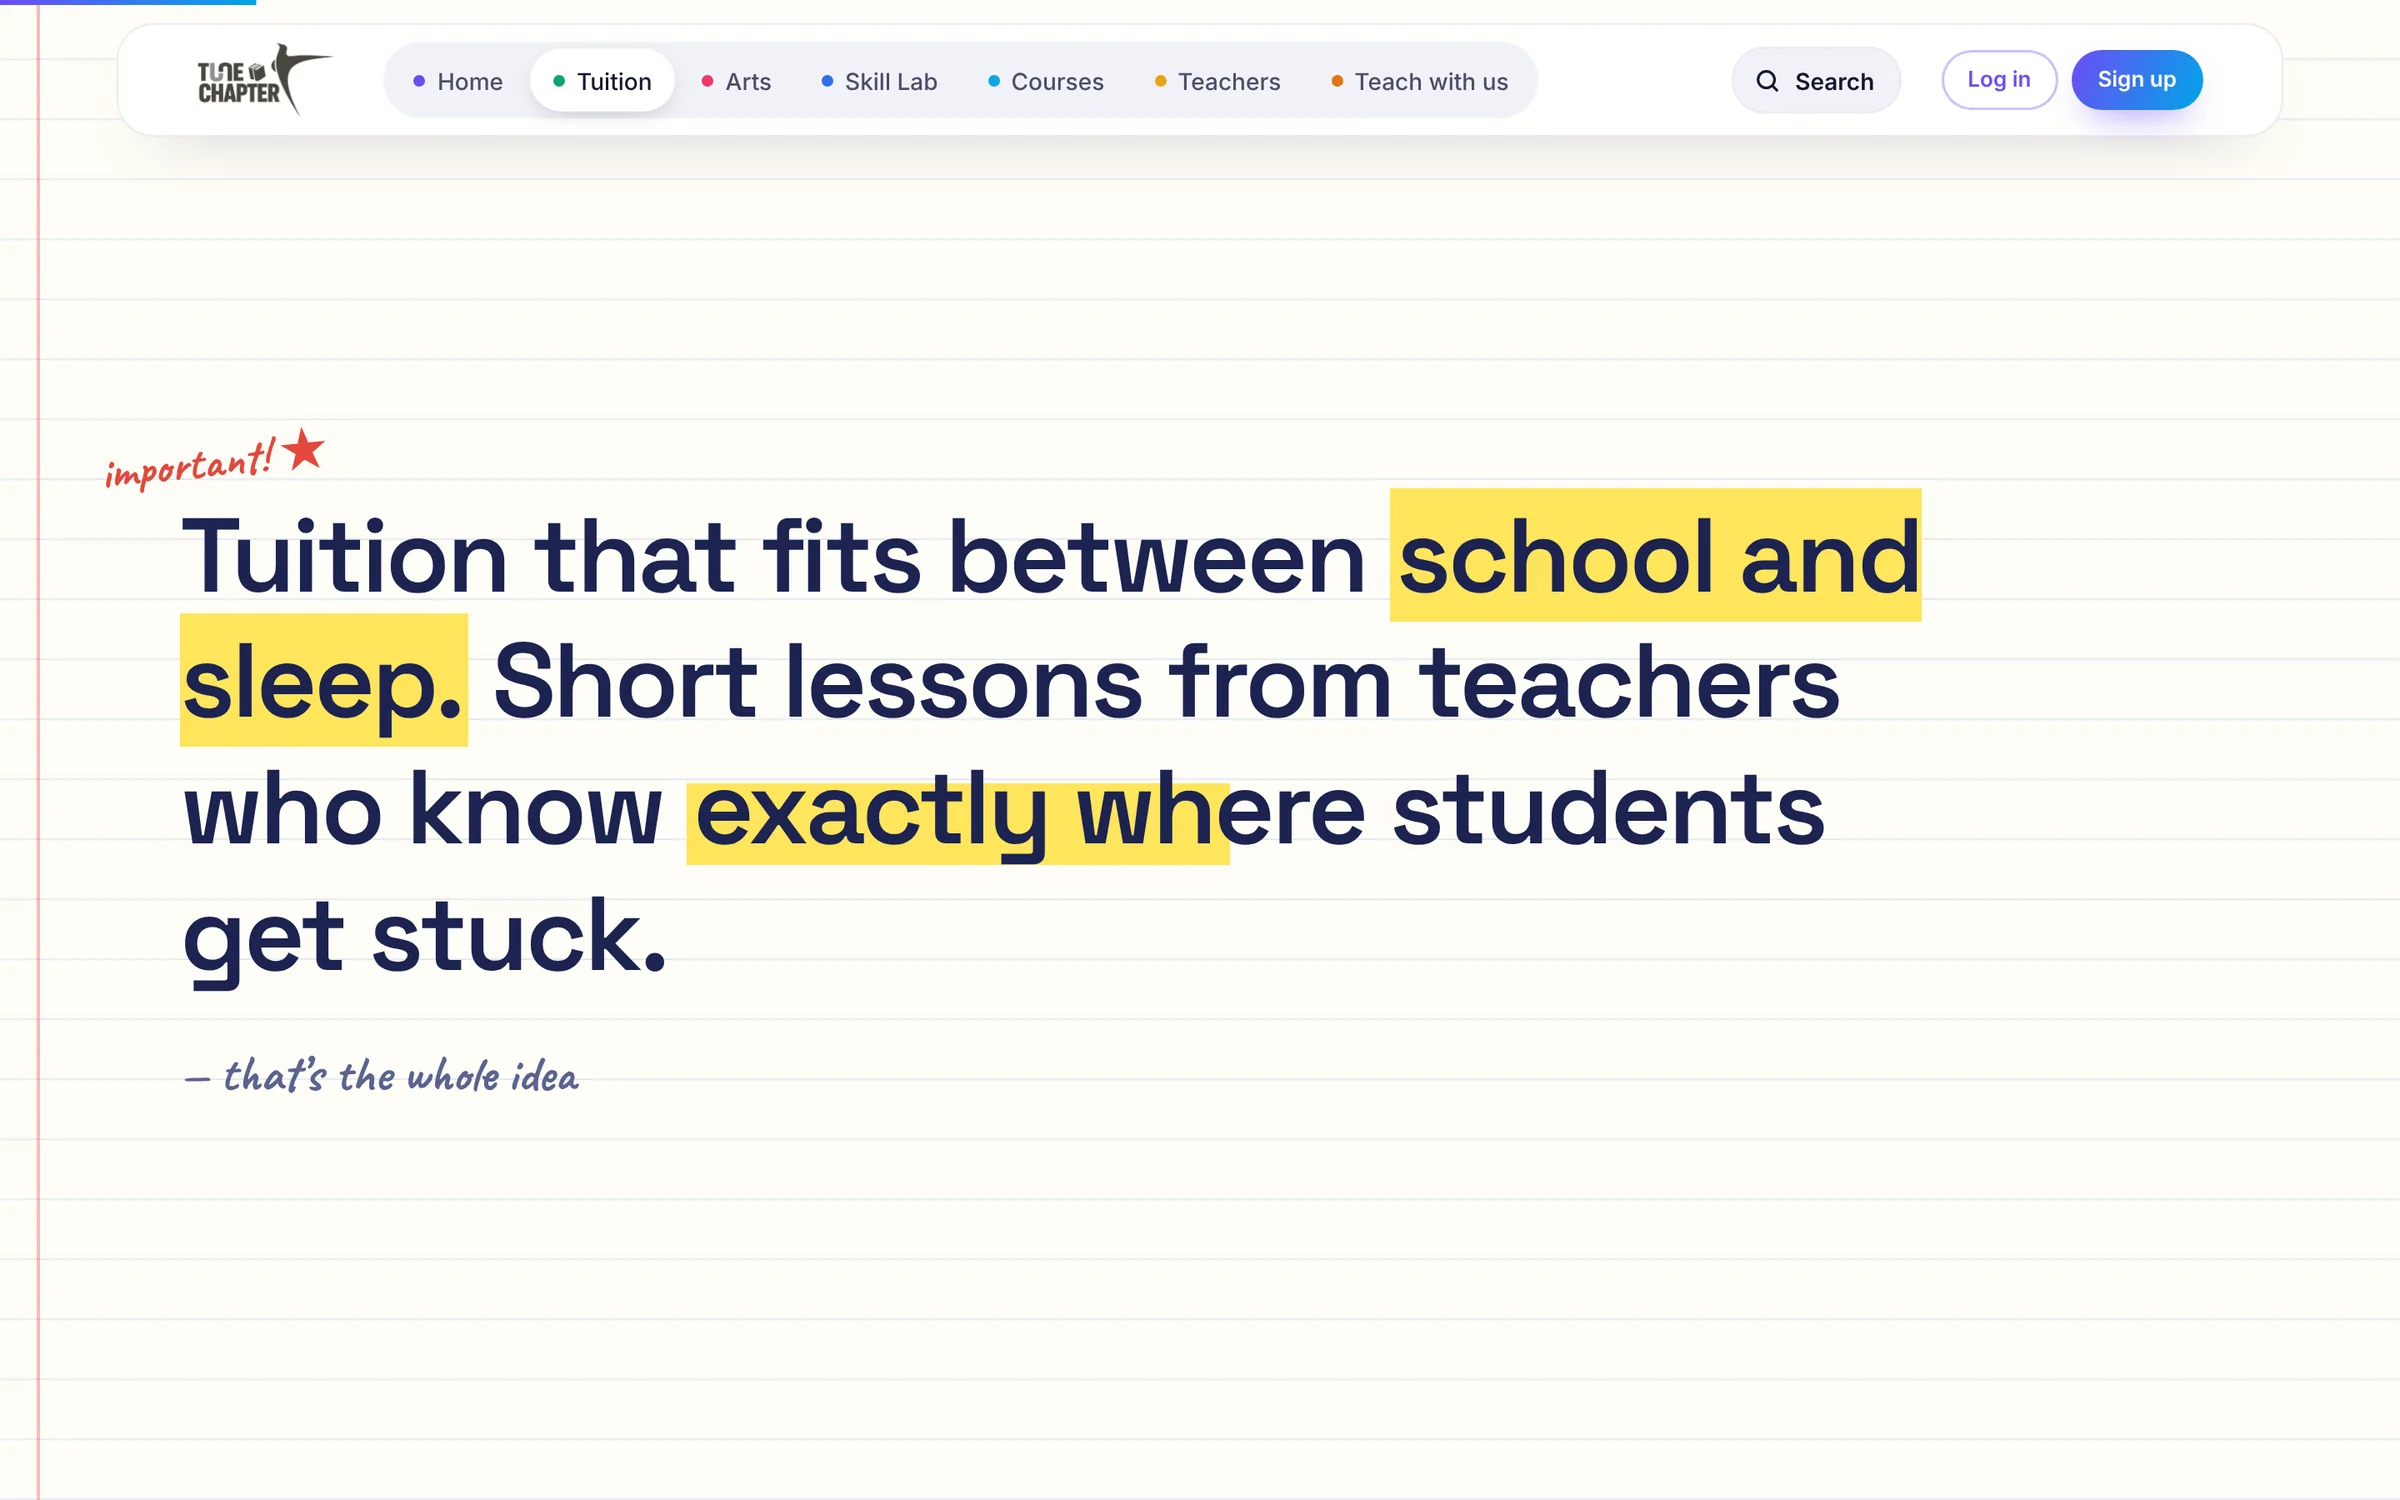 TUNE
CHAPTER
Home Tuition Arts Skill Lab Courses Teachers Teach with us Search Log in Sign up
important! ★
Tuition that fits between school and
sleep. Short lessons from teachers
who know exactly where students
get stuck.
— that's the whole idea